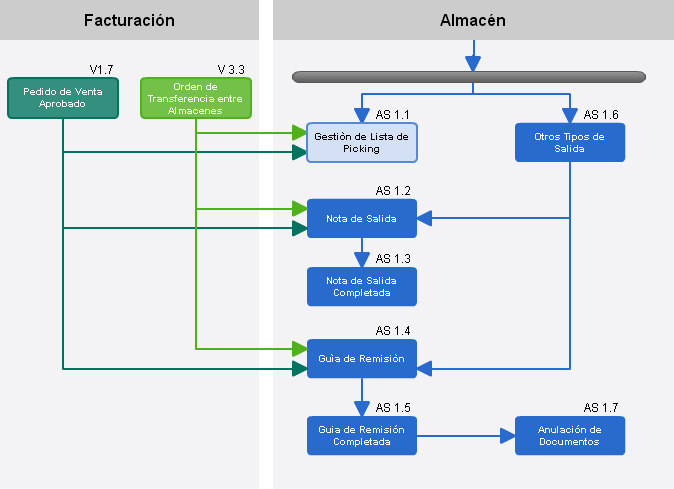 Facturación
Almacén
V1.7
Pedido de Venta
Aprobado
V 3.3
Orden de
Transferencia entre
Almacenes
AS 1.1
Gestión de Lista de
Picking
AS 1.6
Otros Tipos de
Salida
AS 1.2
Nota de Salida
AS 1.3
Nota de Salida
Completada
AS 1.4
Guìa de Remisión
AS 1.5
Guia de Remisión
Completada
AS 1.7
Anulación de
Documentos